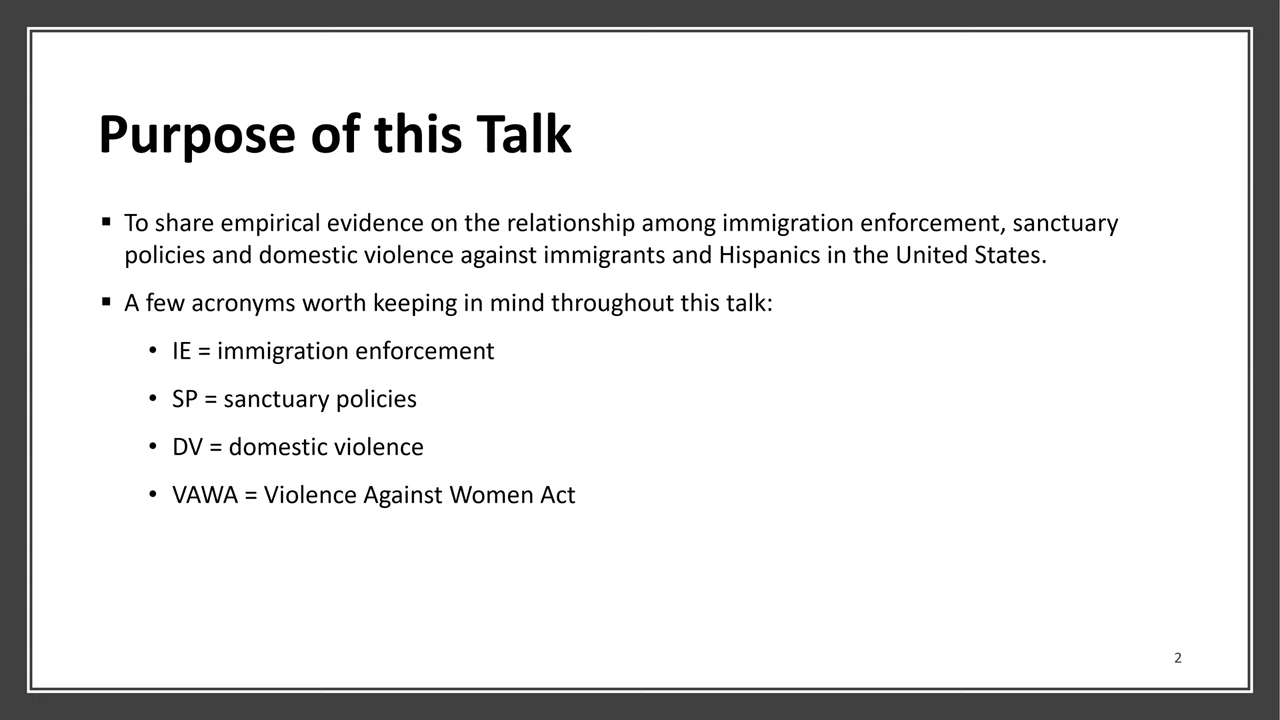 Purpose of this Talk
▪ To share empirical evidence on the relationship among immigration enforcement, sanctuary
policies and domestic violence against immigrants and Hispanics in the United States.
▪ A few acronyms worth keeping in mind throughout this talk:
• IE = immigration enforcement
• SP = sanctuary policies
• DV = domestic violence
• VAWA = Violence Against Women Act
2